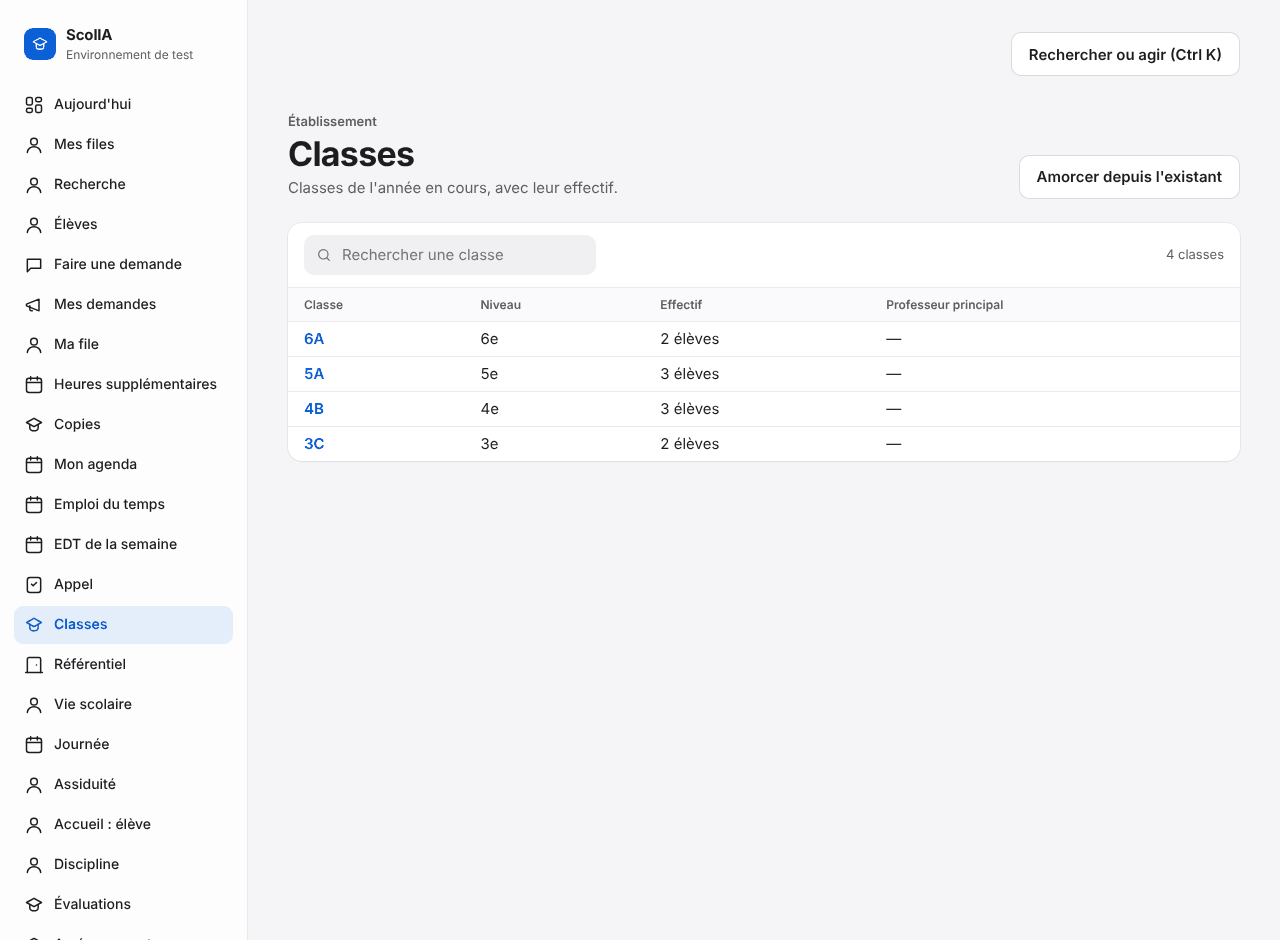 ScolIA
Environnement de test
Aujourd'hui
Mes files
Recherche
Élèves
Faire une demande
Mes demandes
Ma file
Heures supplémentaires
Copies
Mon agenda
Emploi du temps
EDT de la semaine
Appel
Classes
Référentiel
Vie scolaire
Journée
Assiduité
Accueil : élève
Discipline
Évaluations
Rechercher ou agir (Ctrl K)
Établissement
Classes
Classes de l'année en cours, avec leur effectif.
Amorcer depuis l'existant
Rechercher une classe
4 classes
Classe Niveau Effectif Professeur principal
6A 6e 2 élèves —
5A 5e 3 élèves —
4B 4e 3 élèves —
3C 3e 2 élèves —